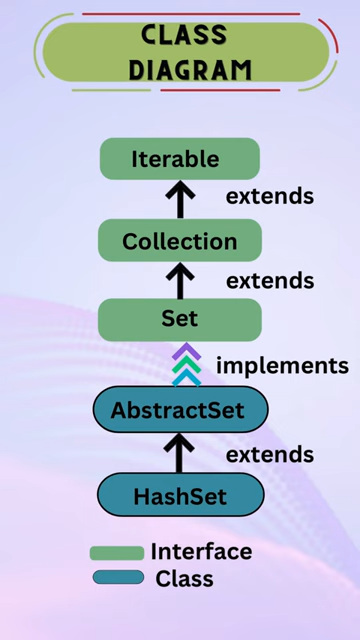 CLASS
DIAGRAM
Iterable
extends
Collection
extends
Set
implements
AbstractSet
extends
HashSet
Interface
Class